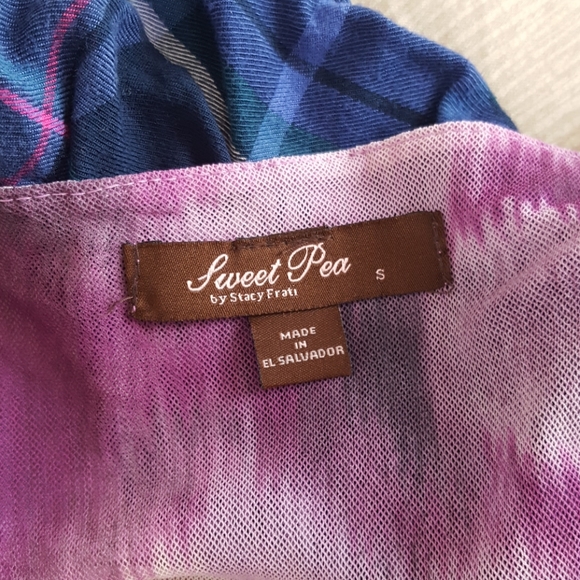 Sweet Pea S
by Stacy Frati
MADE
IN
EL SALVADOR